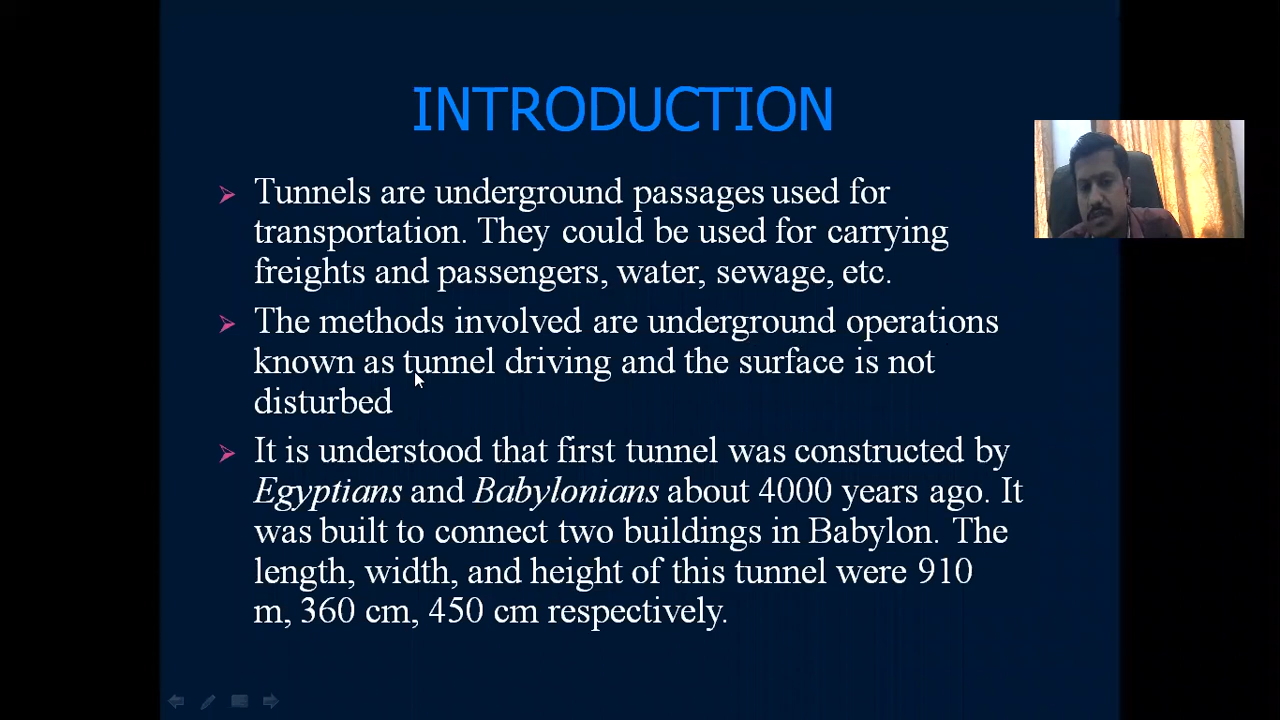 INTRODUCTION
Tunnels are underground passages used for
transportation. They could be used for carrying
freights and passengers, water, sewage, etc.
The methods involved are underground operations
known as tunnel driving and the surface is not
disturbed
It is understood that first tunnel was constructed by
Egyptians and Babylonians about 4000 years ago. It
was built to connect two buildings in Babylon. The
length, width, and height of this tunnel were 910
m, 360 cm, 450 cm respectively.